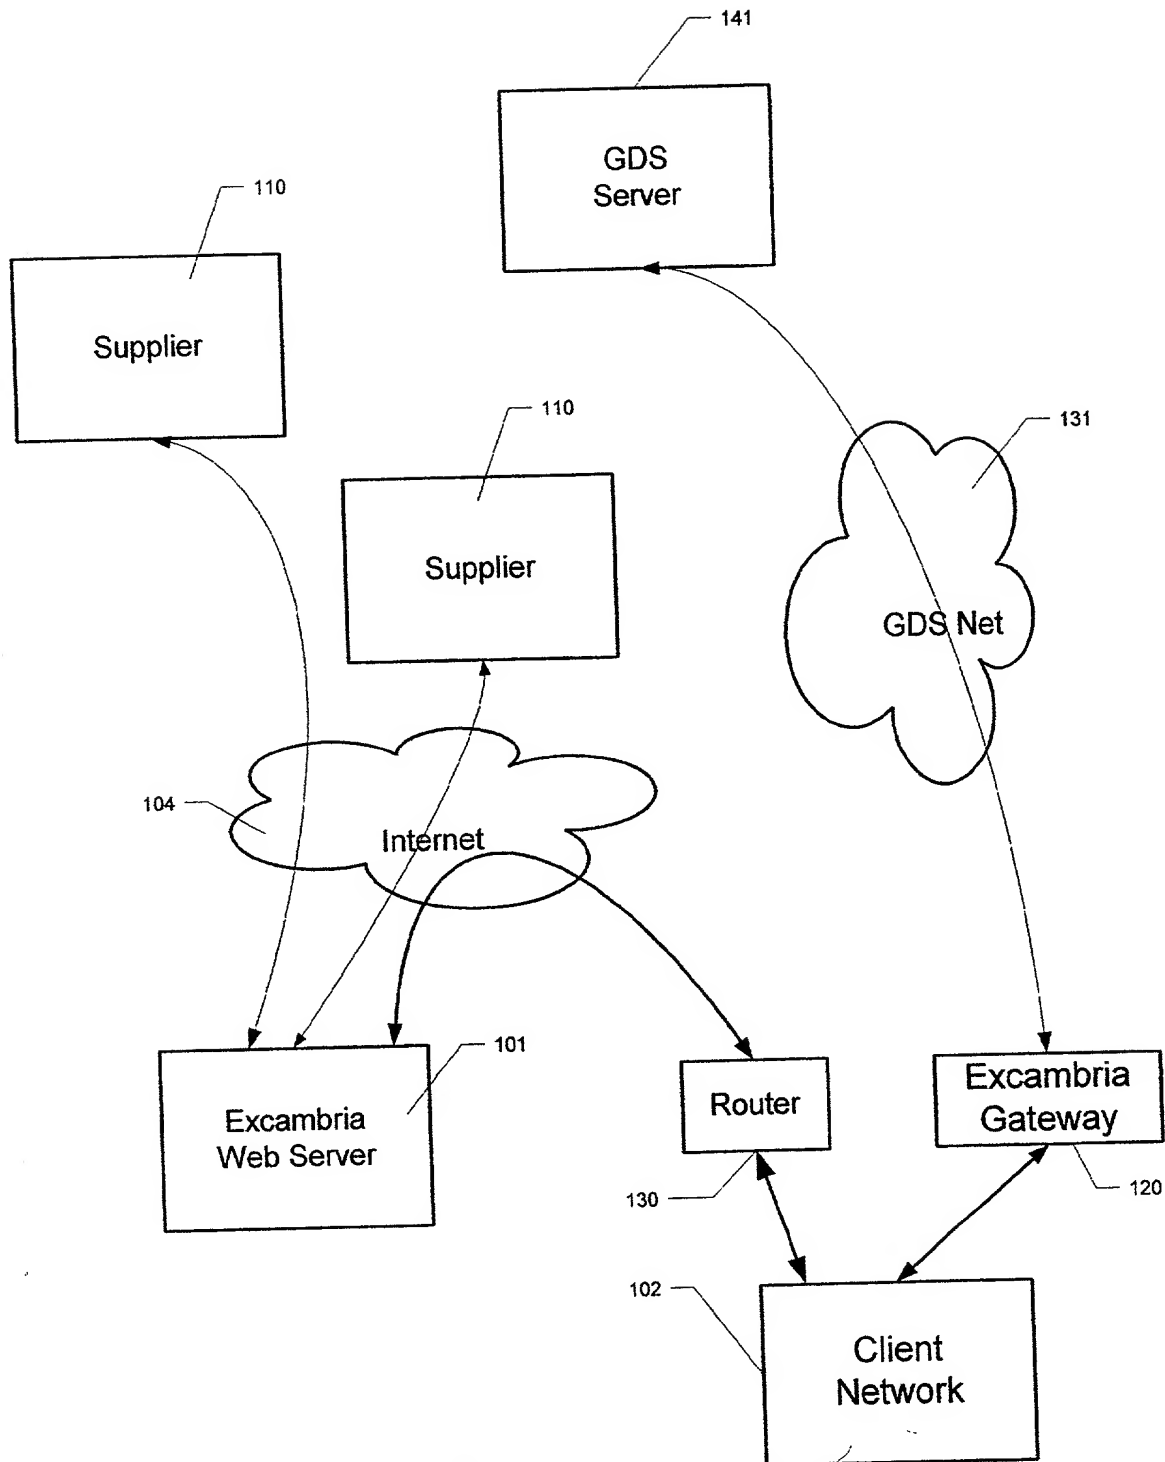 141
GDS
Server
110
Supplier
110
131
Supplier
GDS Net
104
Internet
101
Excambria
Web Server
Router
Excambria
Gateway
130
120
102
Client
Network